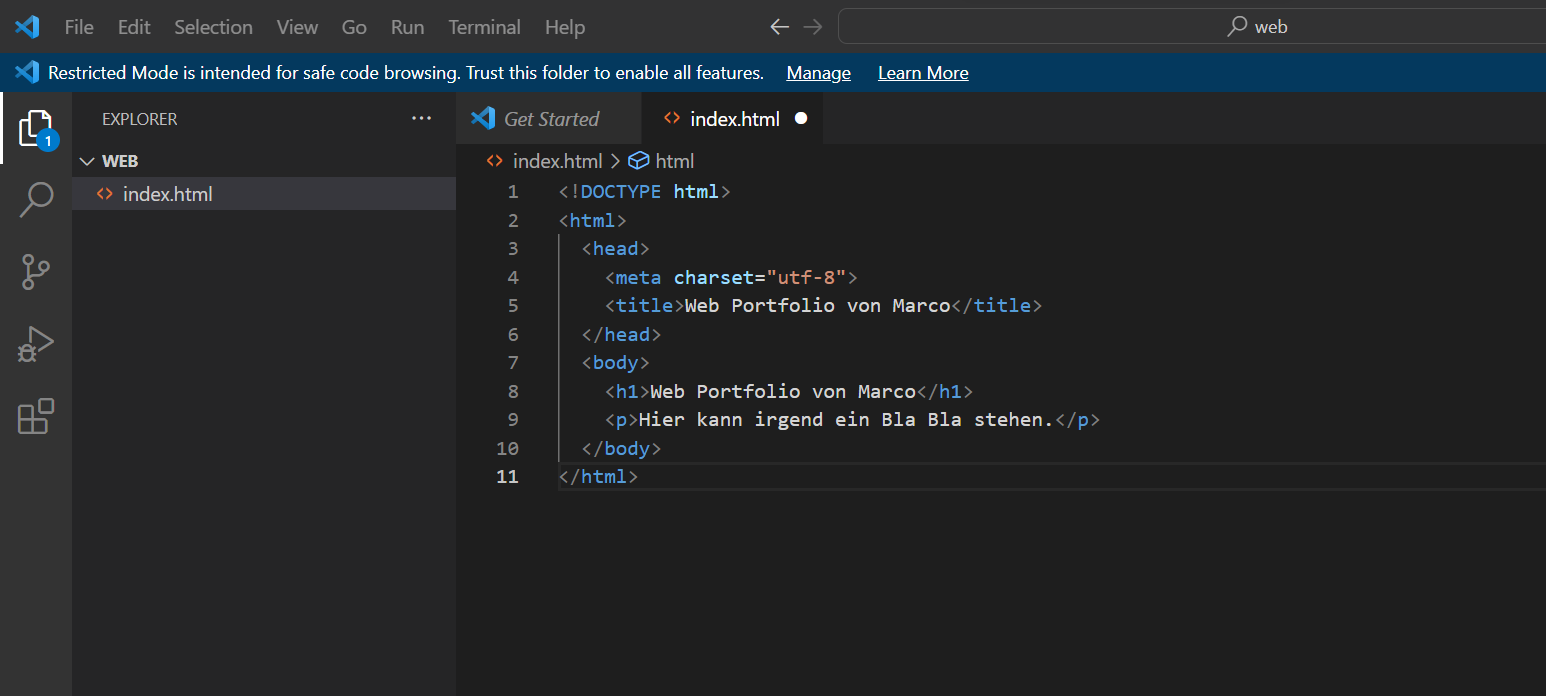 File Edit Selection View Go Run Terminal Help web
Restricted Mode is intended for safe code browsing. Trust this folder to enable all features. Manage Learn More
1
EXPLORER ···
WEB
index.html
Get Started index.html
index.html > html
1 <!DOCTYPE html>
2 <html>
3 <head>
4 <meta charset="utf-8">
5 <title>Web Portfolio von Marco</title>
6 </head>
7 <body>
8 <h1>Web Portfolio von Marco</h1>
9 <p>Hier kann irgend ein Bla Bla stehen.</p>
10 </body>
11 </html>